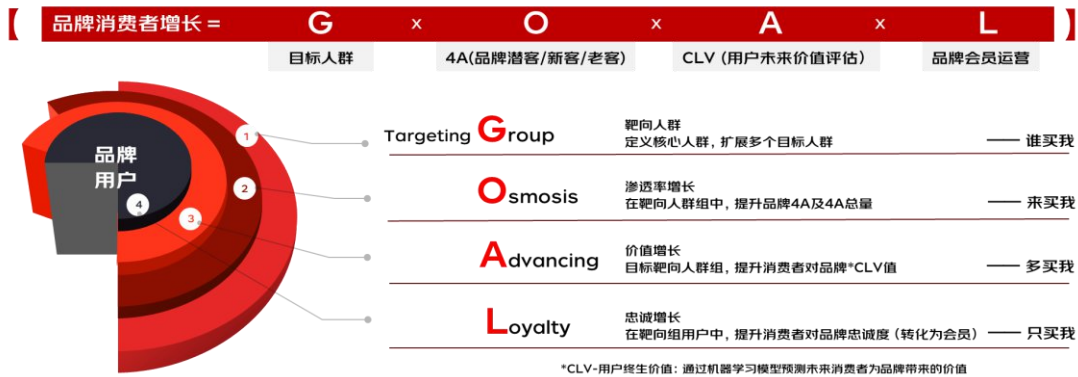 【 品牌消费者增长 = G x O x A x L 】
目标人群 4A(品牌潜客/新客/老客) CLV (用户未来价值评估) 品牌会员运营
品牌
用户
1
2
3
4
Targeting Group
靶向人群
定义核心人群，扩展多个目标人群
—— 谁买我
Osmosis
渗透率增长
在靶向人群组中，提升品牌4A及4A总量
—— 来买我
Advancing
价值增长
目标靶向人群组，提升消费者对品牌*CLV值
—— 多买我
Loyalty
忠诚增长
在靶向组用户中，提升消费者对品牌忠诚度（转化为会员）
—— 只买我
*CLV-用户终生价值：通过机器学习模型预测未来消费者为品牌带来的价值